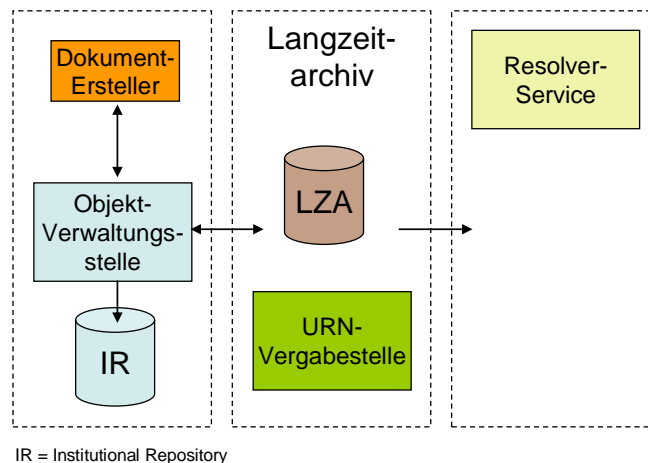 Dokument-
Ersteller
Objekt-
Verwaltungs-
stelle
IR
Langzeit-
archiv
LZA
URN-
Vergabestelle
Resolver-
Service
IR = Institutional Repository